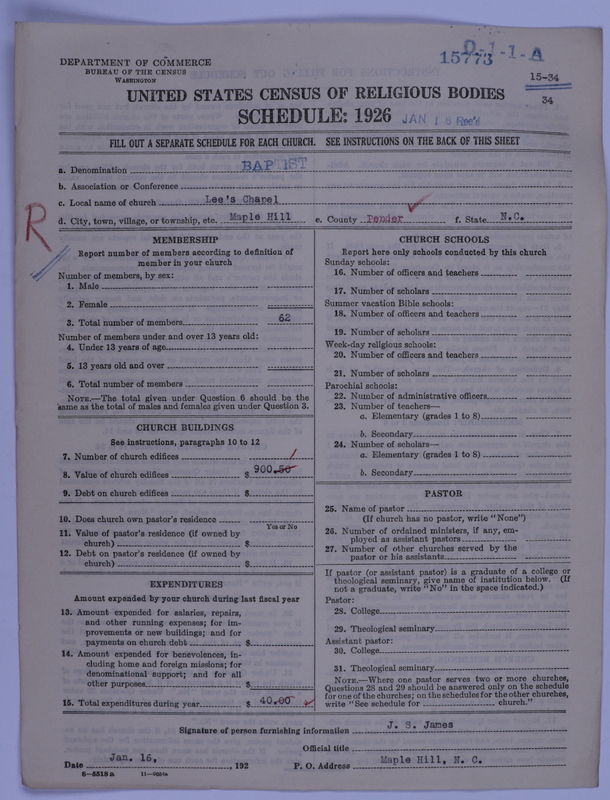 DEPARTMENT OF COMMERCE
BUREAU OF THE CENSUS
WASHINGTON
15773
D-1-1-A
15-34
34
UNITED STATES CENSUS OF RELIGIOUS BODIES
SCHEDULE: 1926 JAN 18 Rec'd
FILL OUT A SEPARATE SCHEDULE FOR EACH CHURCH. SEE INSTRUCTIONS ON THE BACK OF THIS SHEET
a. Denomination BAPTIST
b. Association or Conference
c. Local name of church Lee's Chapel
d. City, town, village, or township, etc. Maple Hill e. County Pender f. State N.C.
R
MEMBERSHIP
Report number of members according to definition of
member in your church
Number of members, by sex:
1. Male
2. Female
3. Total number of members 62
Number of members under and over 13 years old:
4. Under 13 years of age
5. 13 years old and over
6. Total number of members
NOTE.—The total given under Question 6 should be the
same as the total of males and females given under Question 3.
CHURCH BUILDINGS
See instructions, paragraphs 10 to 12
7. Number of church edifices 1
8. Value of church edifices $ 900.50
9. Debt on church edifices $
10. Does church own pastor's residence
Yes or No
11. Value of pastor's residence (if owned by
church) $
12. Debt on pastor's residence (if owned by
church) $
EXPENDITURES
Amount expended by your church during last fiscal year
13. Amount expended for salaries, repairs,
and other running expenses; for im-
provements or new buildings; and for
payments on church debt $
14. Amount expended for benevolences, in-
cluding home and foreign missions; for
denominational support; and for all
other purposes $
15. Total expenditures during year $ 40.00
CHURCH SCHOOLS
Report here only schools conducted by this church
Sunday schools:
16. Number of officers and teachers
17. Number of scholars
Summer vacation Bible schools:
18. Number of officers and teachers
19. Number of scholars
Week-day religious schools:
20. Number of officers and teachers
21. Number of scholars
Parochial schools:
22. Number of administrative officers
23. Number of teachers—
a. Elementary (grades 1 to 8)
b. Secondary
24. Number of scholars—
a. Elementary (grades 1 to 8)
b. Secondary
PASTOR
25. Name of pastor
(If church has no pastor, write "None")
26. Number of ordained ministers, if any, em-
ployed as assistant pastors
27. Number of other churches served by the
pastor or his assistants
If pastor (or assistant pastor) is a graduate of a college or
theological seminary, give name of institution below. (If
not a graduate, write "No" in the space indicated.)
Pastor:
28. College
29. Theological seminary
Assistant pastor:
30. College
31. Theological seminary
NOTE.—Where one pastor serves two or more churches,
Questions 28 and 29 should be answered only on the schedule
for one of the churches; on the schedules for the other churches,
write "See schedule for church."
Signature of person furnishing information J. S. James
Official title
Date Jan. 16, , 192 P. O. Address Maple Hill, N. C.
8-5518a